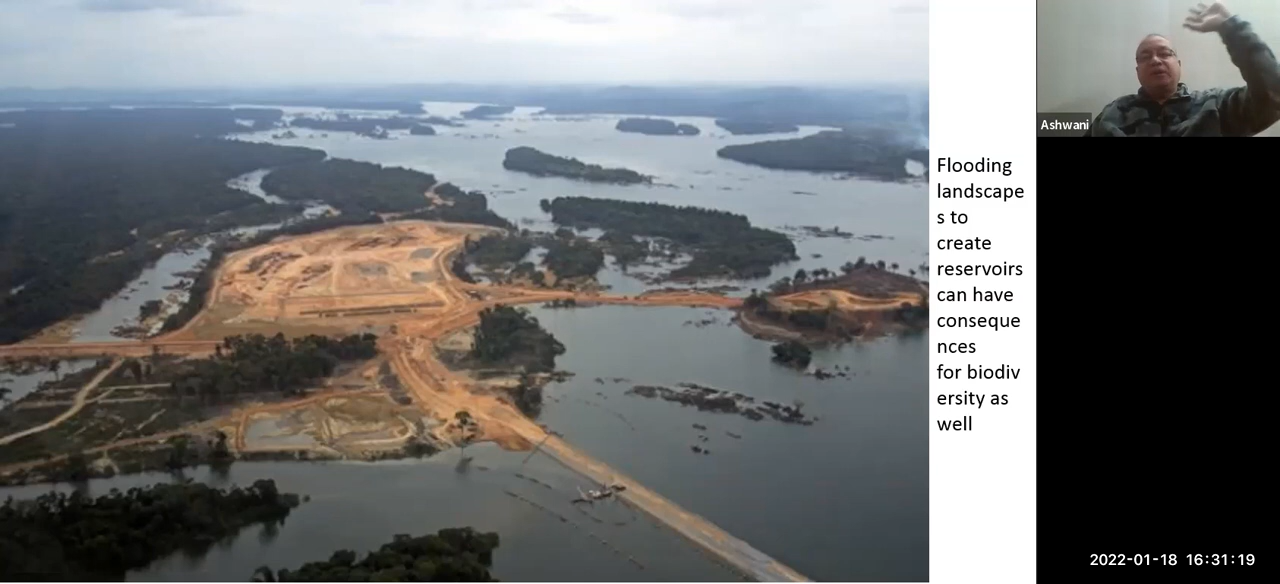 Ashwani
Flooding
landscape
s to
create
reservoirs
can have
conseque
nces
for biodiv
ersity as
well
2022-01-18 16:31:19